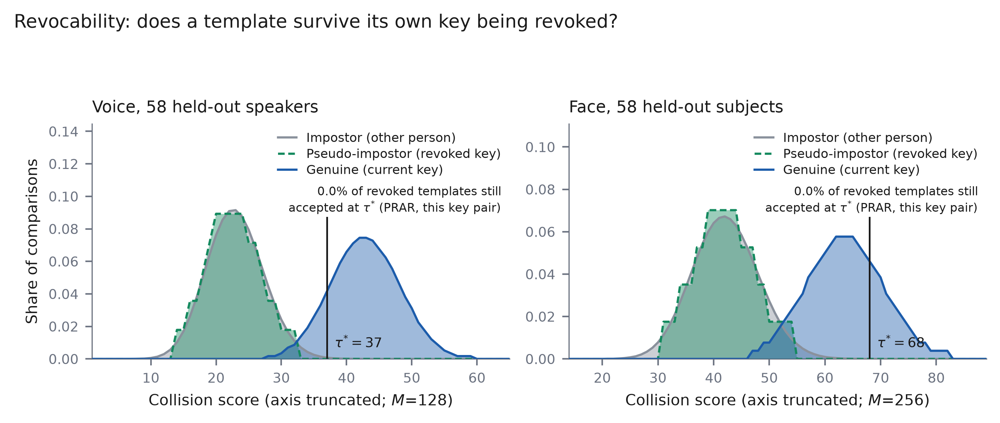 Revocability: does a template survive its own key being revoked?
Voice, 58 held-out speakers
Impostor (other person)
Pseudo-impostor (revoked key)
Genuine (current key)
0.0% of revoked templates still
accepted at τ* (PRAR, this key pair)
τ* = 37
Share of comparisons
0.14
0.12
0.10
0.08
0.06
0.04
0.02
0.00
10 20 30 40 50 60
Collision score (axis truncated; M=128)
Face, 58 held-out subjects
Impostor (other person)
Pseudo-impostor (revoked key)
Genuine (current key)
0.0% of revoked templates still
accepted at τ* (PRAR, this key pair)
τ* = 68
0.10
0.08
0.06
0.04
0.02
0.00
20 30 40 50 60 70 80
Collision score (axis truncated; M=256)